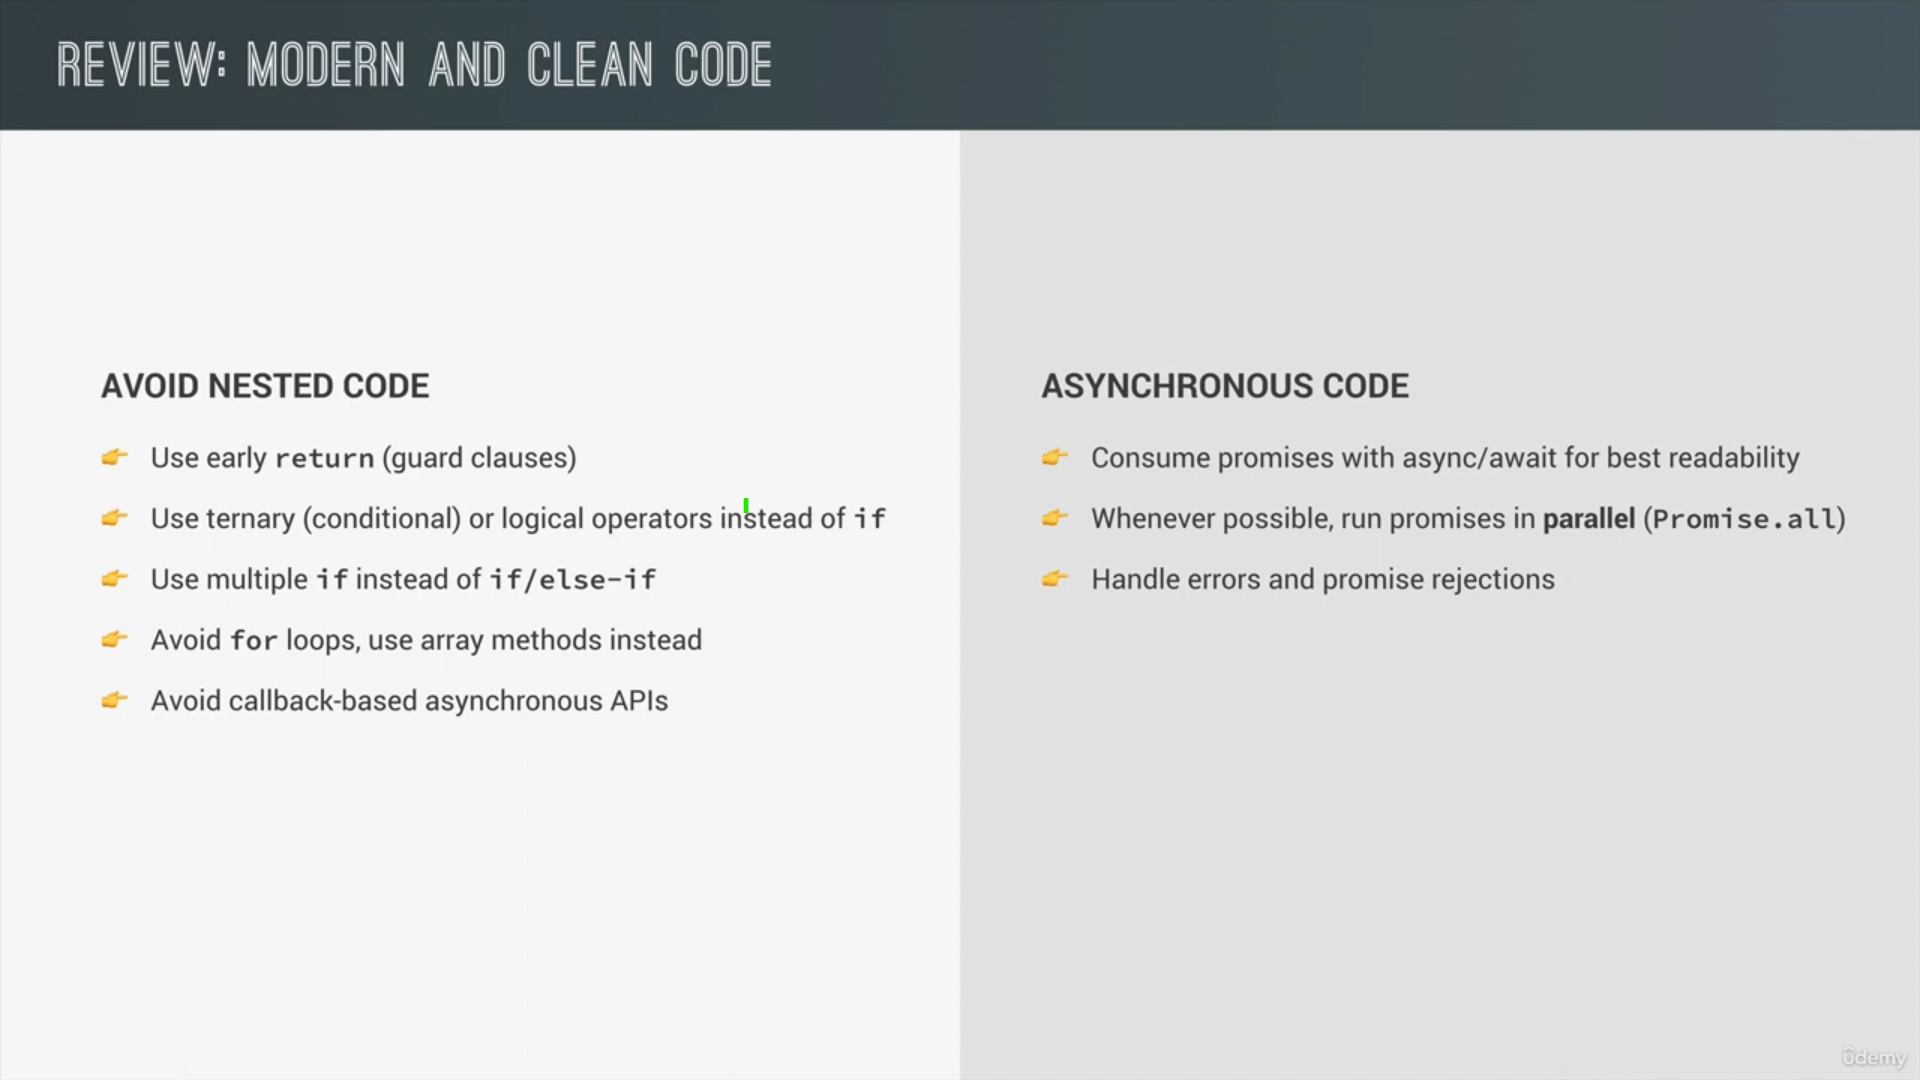 REVIEW: MODERN AND CLEAN CODE
AVOID NESTED CODE
👉 Use early return (guard clauses)
👉 Use ternary (conditional) or logical operators instead of if
👉 Use multiple if instead of if/else-if
👉 Avoid for loops, use array methods instead
👉 Avoid callback-based asynchronous APIs
ASYNCHRONOUS CODE
👉 Consume promises with async/await for best readability
👉 Whenever possible, run promises in parallel (Promise.all)
👉 Handle errors and promise rejections
ûdemy